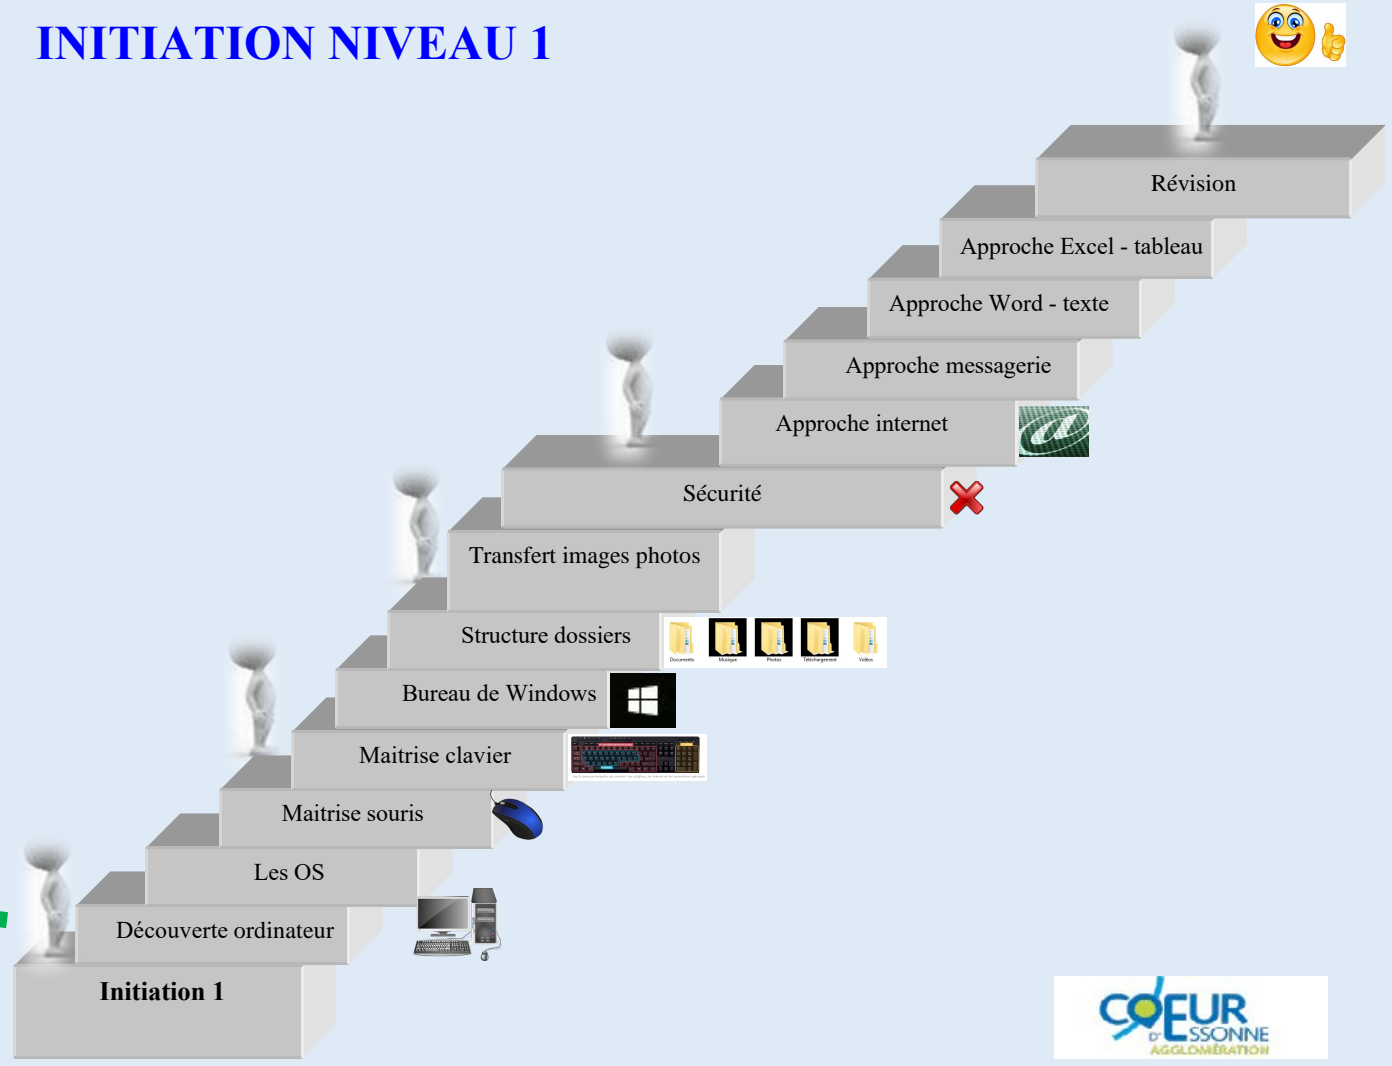 INITIATION NIVEAU 1
Révision
Approche Excel - tableau
Approche Word - texte
Approche messagerie
Approche internet
Sécurité
Transfert images photos
Structure dossiers
Documents Musique Photos Téléchargement Vidéos
Bureau de Windows
Maitrise clavier
Maitrise souris
Les OS
Découverte ordinateur
Initiation 1
CŒUR
D'ESSONNE
AGGLOMÉRATION